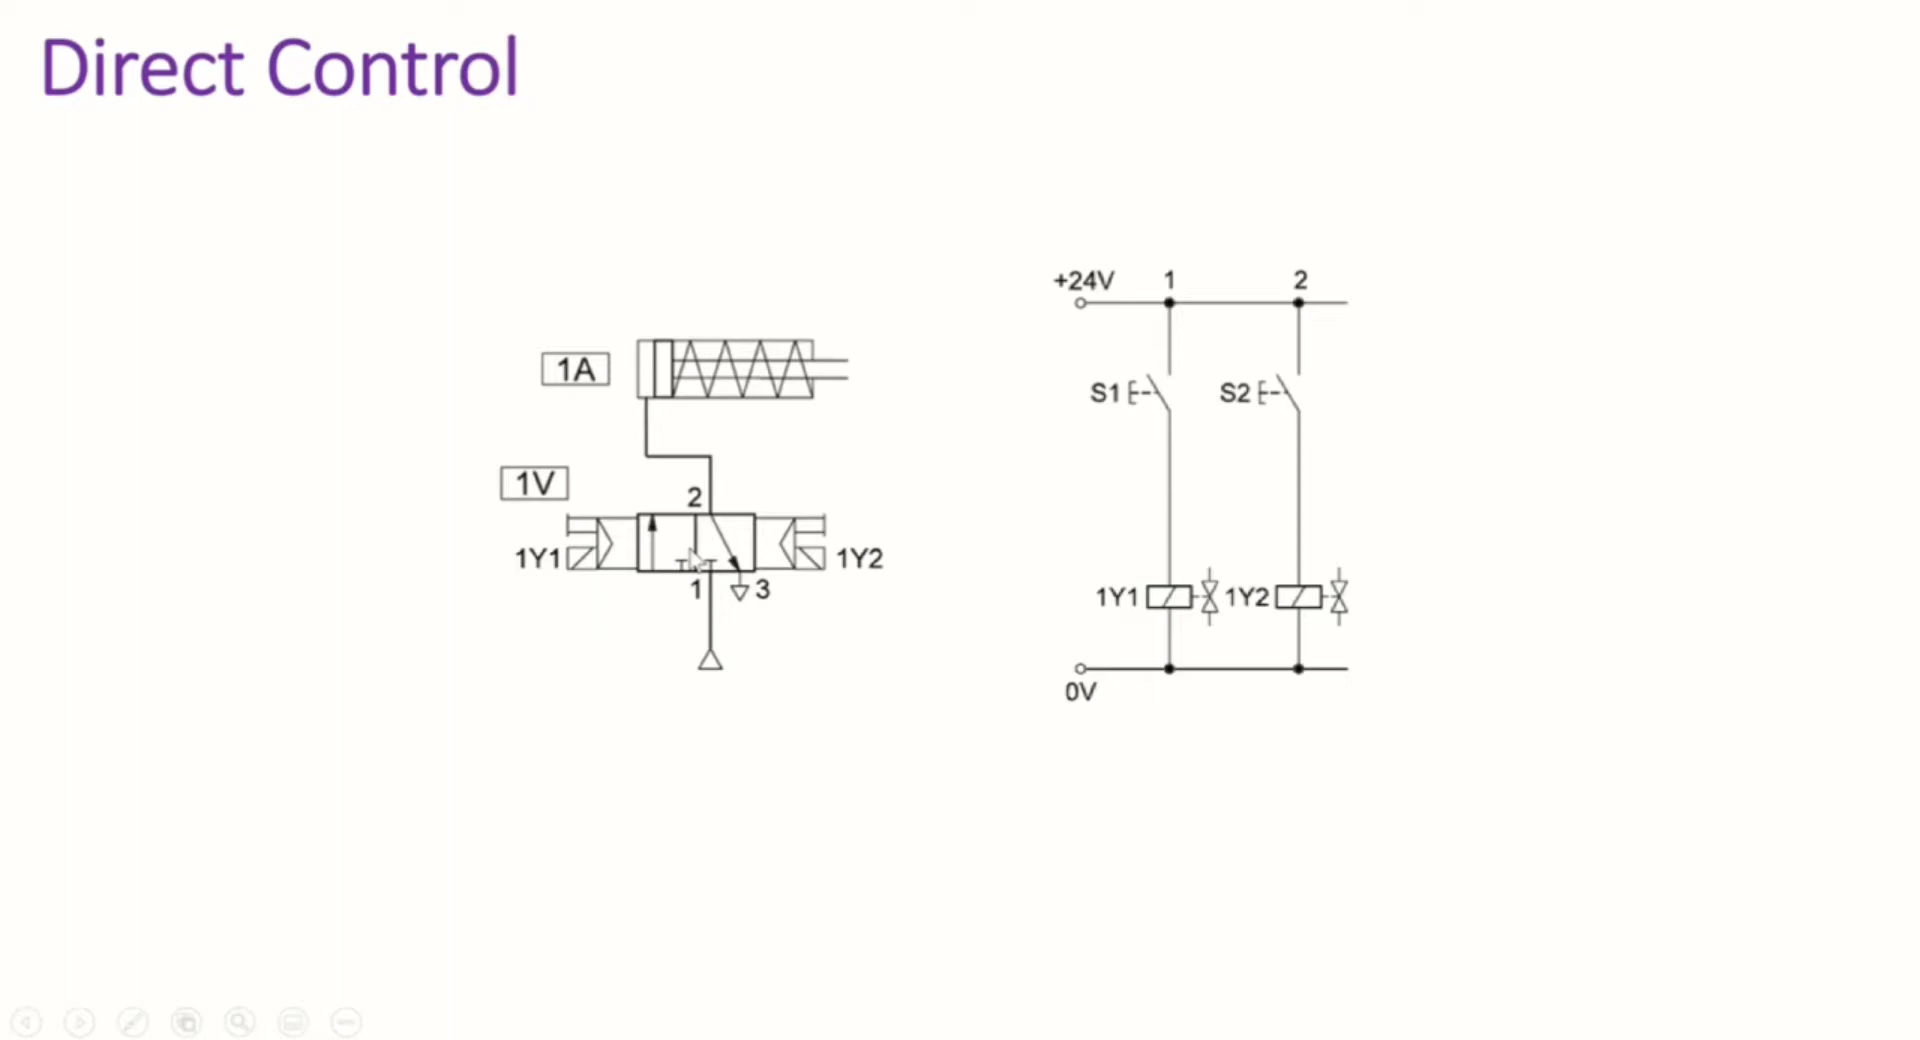 Direct Control
+24V 1 2
1A
S1 S2
1V
2
1Y1 1Y2
1 3
1Y1 1Y2
0V